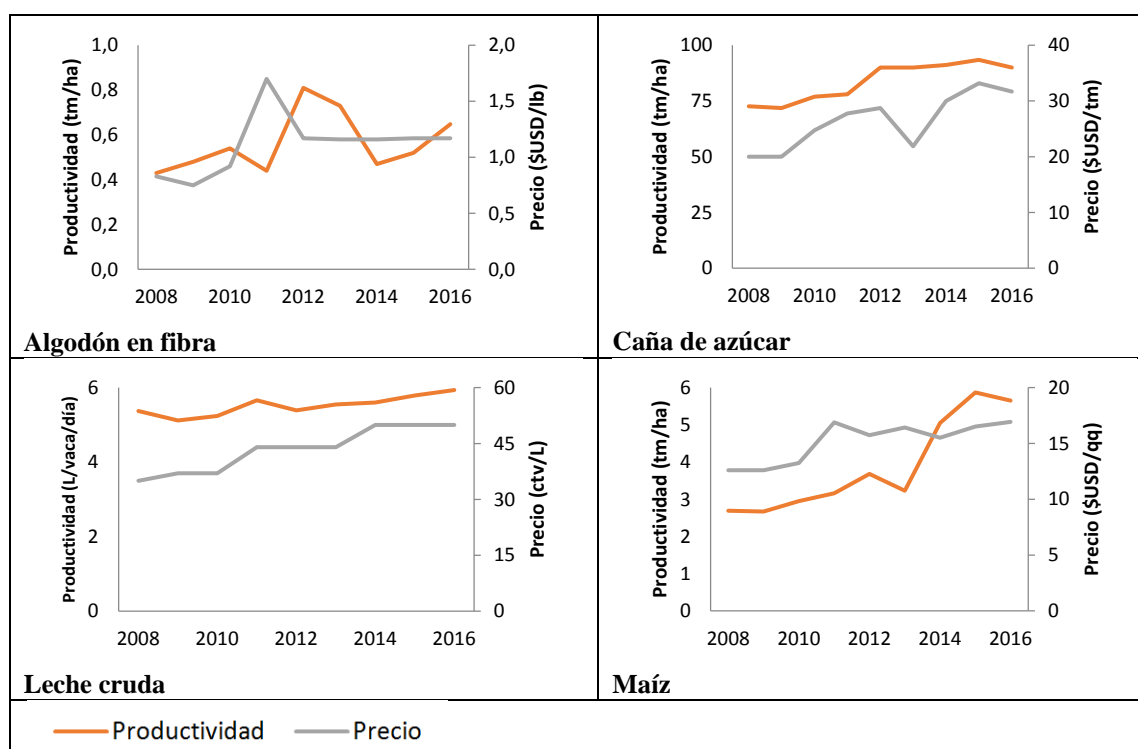 Productividad (tm/ha)
1,0
0,8
0,6
0,4
0,2
0,0
2,0
1,5
1,0
0,5
0,0
Precio ($USD/lb)
2008 2010 2012 2014 2016
Algodón en fibra
Productividad (tm/ha)
100
75
50
25
0
40
30
20
10
0
Precio ($USD/tm)
2008 2010 2012 2014 2016
Caña de azúcar
Productividad (L/vaca/día)
6
4
2
0
60
45
30
15
0
Precio (ctv/L)
2008 2010 2012 2014 2016
Leche cruda
Productividad (tm/ha)
6
5
4
3
2
1
0
20
15
10
5
0
Precio ($USD/qq)
2008 2010 2012 2014 2016
Maíz
Productividad Precio